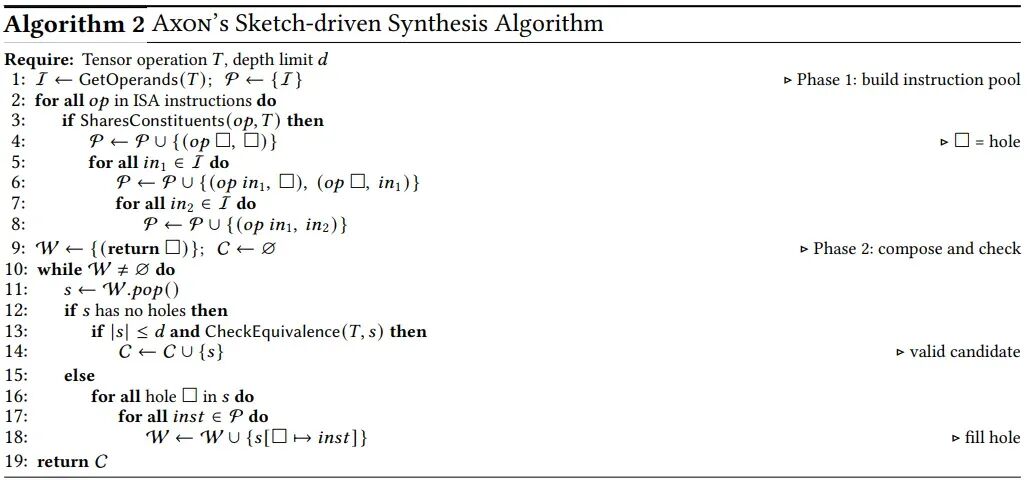 Algorithm 2 Axon's Sketch-driven Synthesis Algorithm
Require: Tensor operation T, depth limit d
1: I ← GetOperands(T); P ← {I} ▹ Phase 1: build instruction pool
2: for all op in ISA instructions do
3: if SharesConstituents(op, T) then
4: P ← P ∪ {(op □, □)} ▹ □ = hole
5: for all in₁ ∈ I do
6: P ← P ∪ {(op in₁, □), (op □, in₁)}
7: for all in₂ ∈ I do
8: P ← P ∪ {(op in₁, in₂)}
9: W ← {(return □)}; C ← ∅ ▹ Phase 2: compose and check
10: while W ≠ ∅ do
11: s ← W.pop()
12: if s has no holes then
13: if |s| ≤ d and CheckEquivalence(T, s) then
14: C ← C ∪ {s} ▹ valid candidate
15: else
16: for all hole □ in s do
17: for all inst ∈ P do
18: W ← W ∪ {s[□ ↦ inst]} ▹ fill hole
19: return C